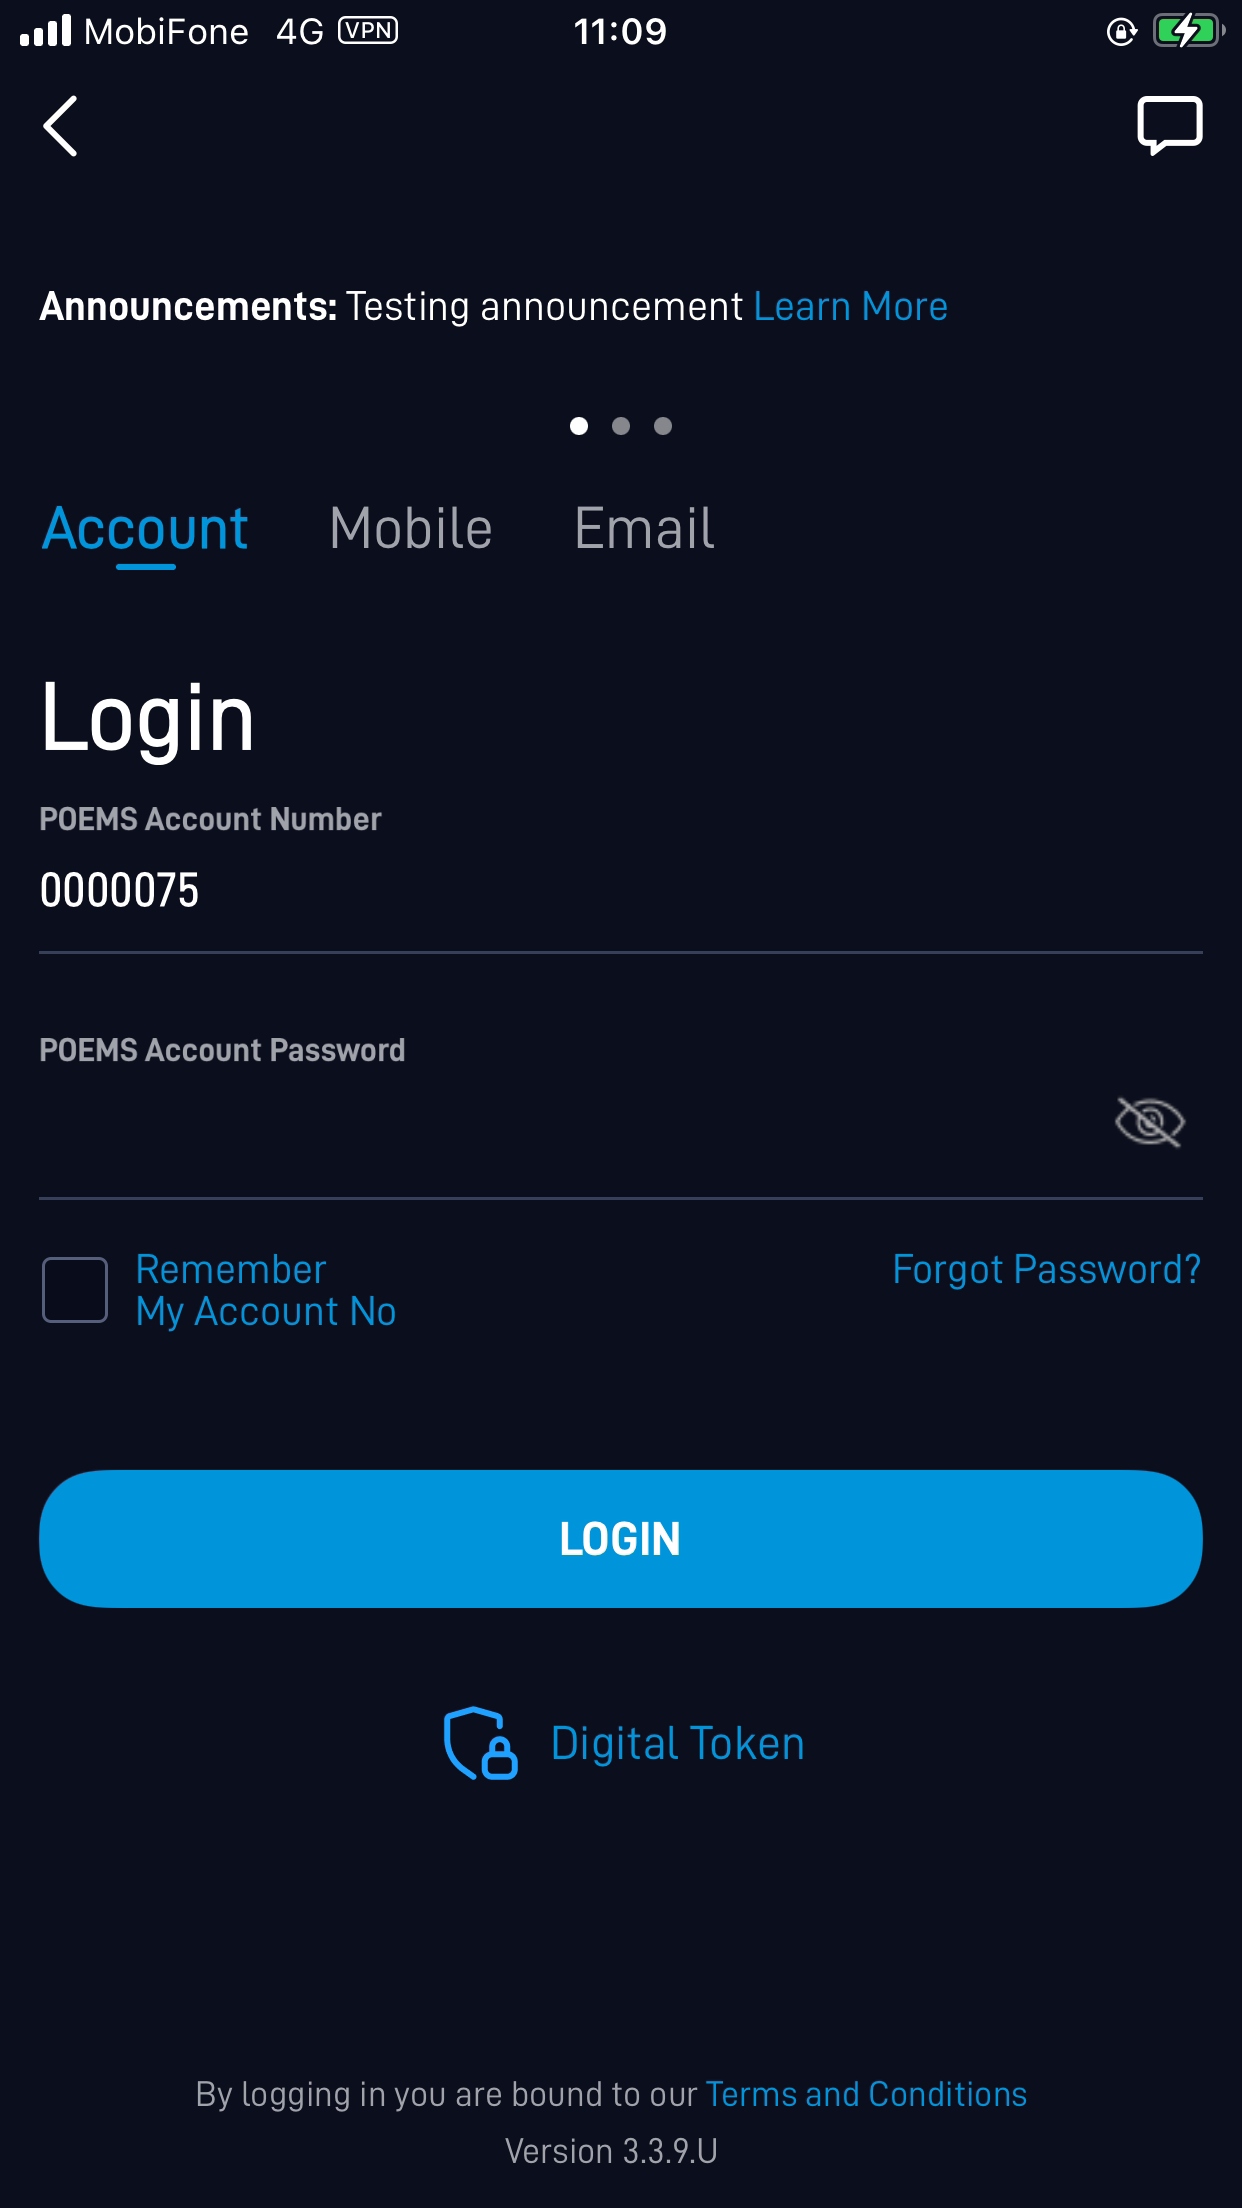 MobiFone 4G VPN 11:09
Announcements: Testing announcement Learn More
Account Mobile Email
Login
POEMS Account Number
0000075
POEMS Account Password
Remember
My Account No
Forgot Password?
LOGIN
Digital Token
By logging in you are bound to our Terms and Conditions
Version 3.3.9.U